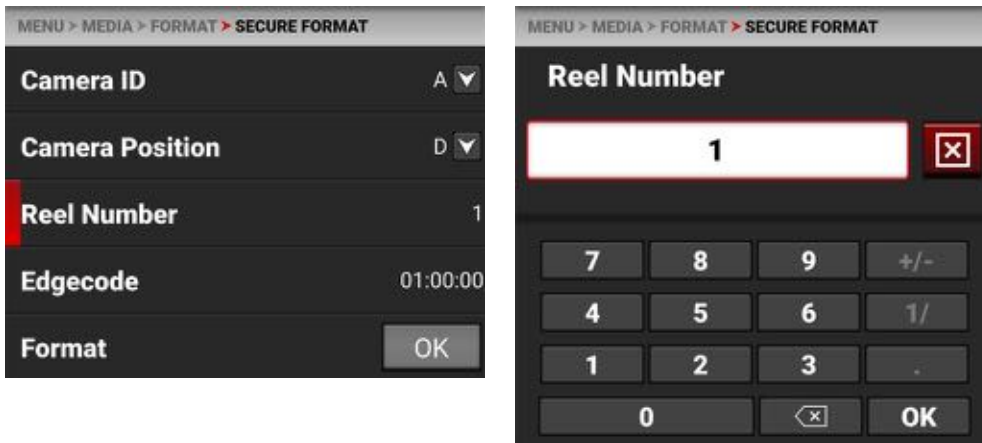 MENU > MEDIA > FORMAT > SECURE FORMAT
Camera ID A
Camera Position D
Reel Number 1
Edgecode 01:00:00
Format OK
MENU > MEDIA > FORMAT > SECURE FORMAT
Reel Number
1
7 8 9 +/-
4 5 6 1/
1 2 3 .
0 OK